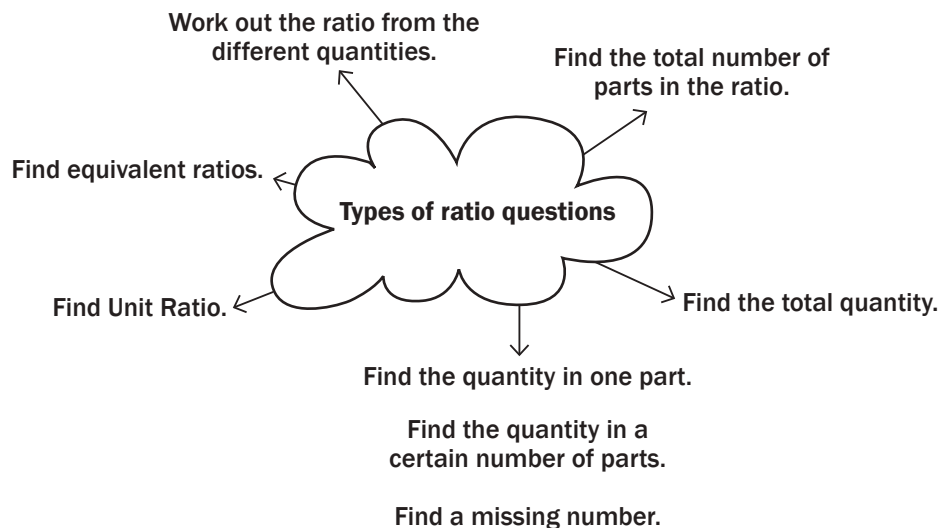 Work out the ratio from the
different quantities.
Find the total number of
parts in the ratio.
Find equivalent ratios.
Types of ratio questions
Find Unit Ratio.
Find the total quantity.
Find the quantity in one part.
Find the quantity in a
certain number of parts.
Find a missing number.